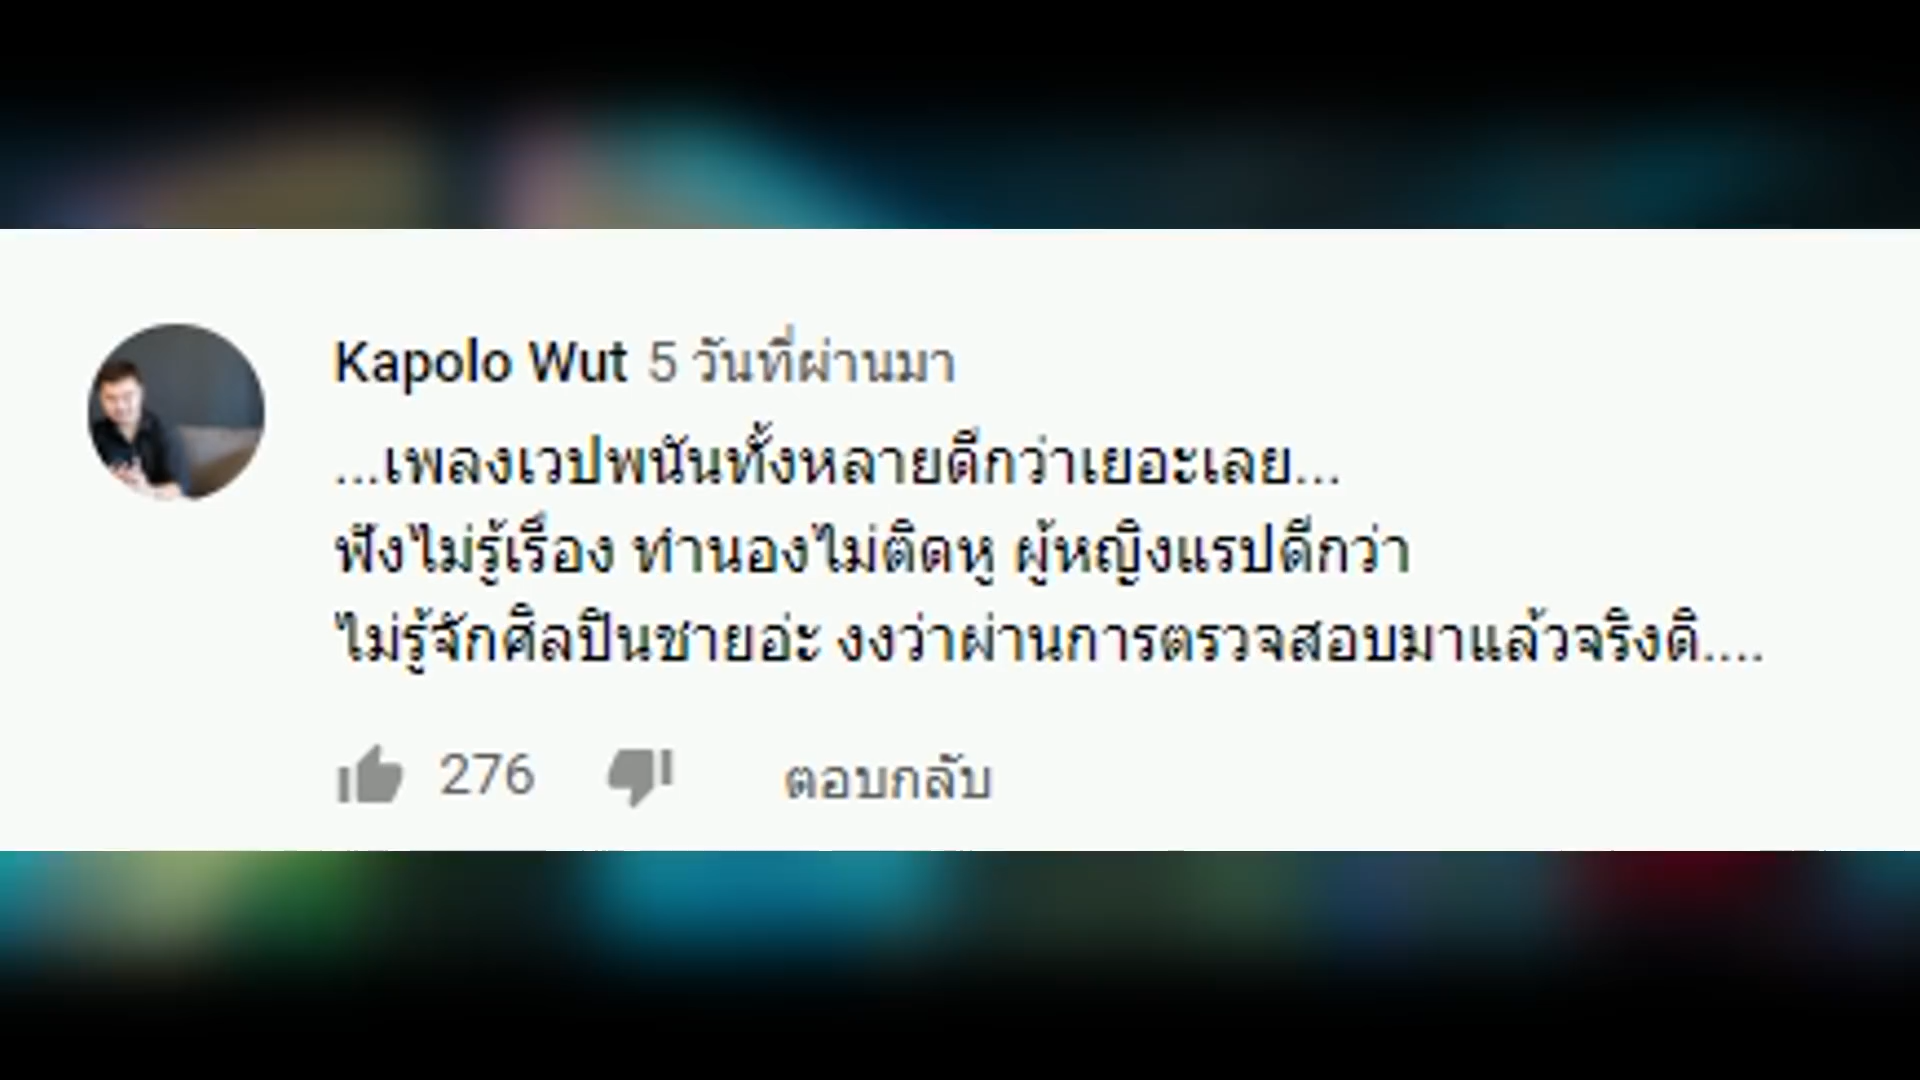 Kapolo Wut 5 วันที่ผ่านมา
...เพลงเวปพนันทั้งหลายดีกว่าเยอะเลย...
ฟังไม่รู้เรื่อง ทำนองไม่ติดหู ผู้หญิงแรปดีกว่า
ไม่รู้จักศิลปินชายอ่ะ งงว่าผ่านการตรวจสอบมาแล้วจริงดิ....
276 ตอบกลับ